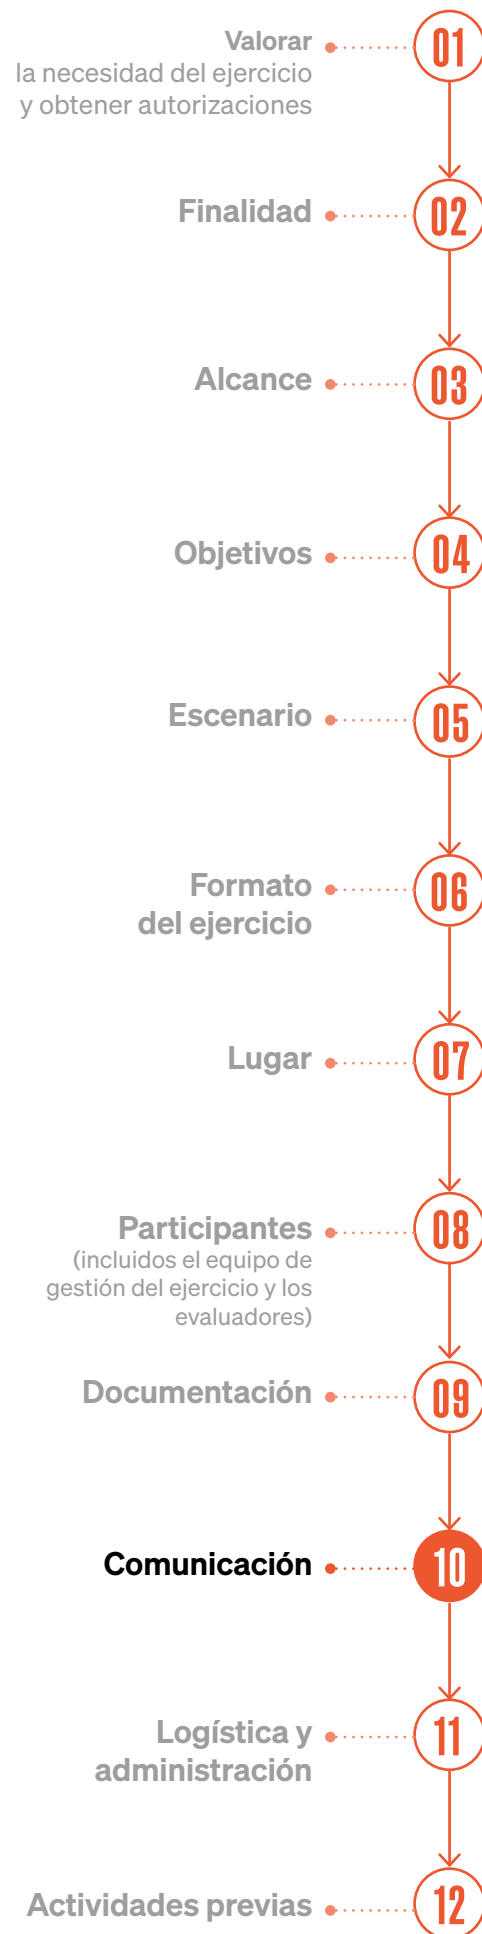 Valorar
01
la necesidad del ejercicio
y obtener autorizaciones
Finalidad
02
Alcance
03
Objetivos
04
Escenario
05
Formato
06
del ejercicio
Lugar
07
Participantes
08
(incluidos el equipo de
gestión del ejercicio y los
evaluadores)
Documentación
09
Comunicación
10
Logística y
11
administración
Actividades previas
12